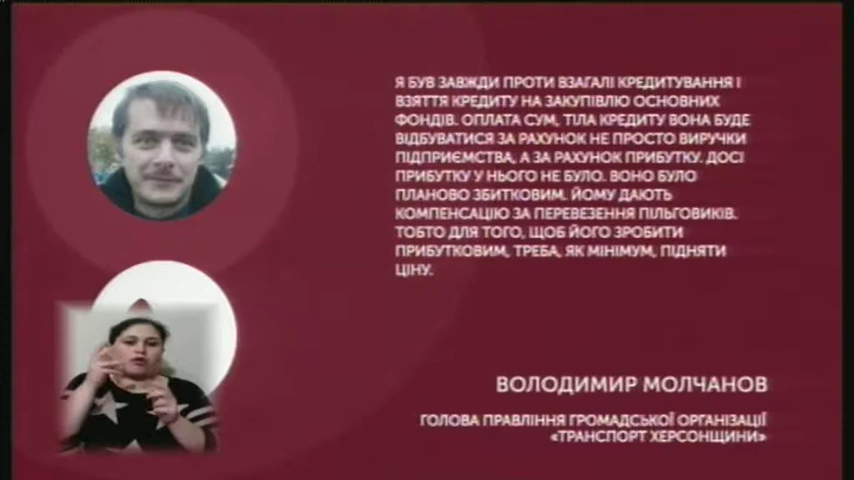 Я БУВ ЗАВЖДИ ПРОТИ ВЗАГАЛІ КРЕДИТУВАННЯ І
ВЗЯТТЯ КРЕДИТУ НА ЗАКУПІВЛЮ ОСНОВНИХ
ФОНДІВ. ОПЛАТА СУМ, ТІЛА КРЕДИТУ ВОНА БУДЕ
ВІДБУВАТИСЯ ЗА РАХУНОК НЕ ПРОСТО ВИРУЧКИ
ПІДПРИЄМСТВА, А ЗА РАХУНОК ПРИБУТКУ. ДОСІ
ПРИБУТКУ У НЬОГО НЕ БУЛО. ВОНО БУЛО
ПЛАНОВО ЗБИТКОВИМ. ЙОМУ ДАЮТЬ
КОМПЕНСАЦІЮ ЗА ПЕРЕВЕЗЕННЯ ПІЛЬГОВИКІВ.
ТОБТО ДЛЯ ТОГО, ЩОБ ЙОГО ЗРОБИТИ
ПРИБУТКОВИМ, ТРЕБА, ЯК МІНІМУМ, ПІДНЯТИ
ЦІНУ.
ВОЛОДИМИР МОЛЧАНОВ
ГОЛОВА ПРАВЛІННЯ ГРОМАДСЬКОЇ ОРГАНІЗАЦІЇ
«ТРАНСПОРТ ХЕРСОНЩИНИ»